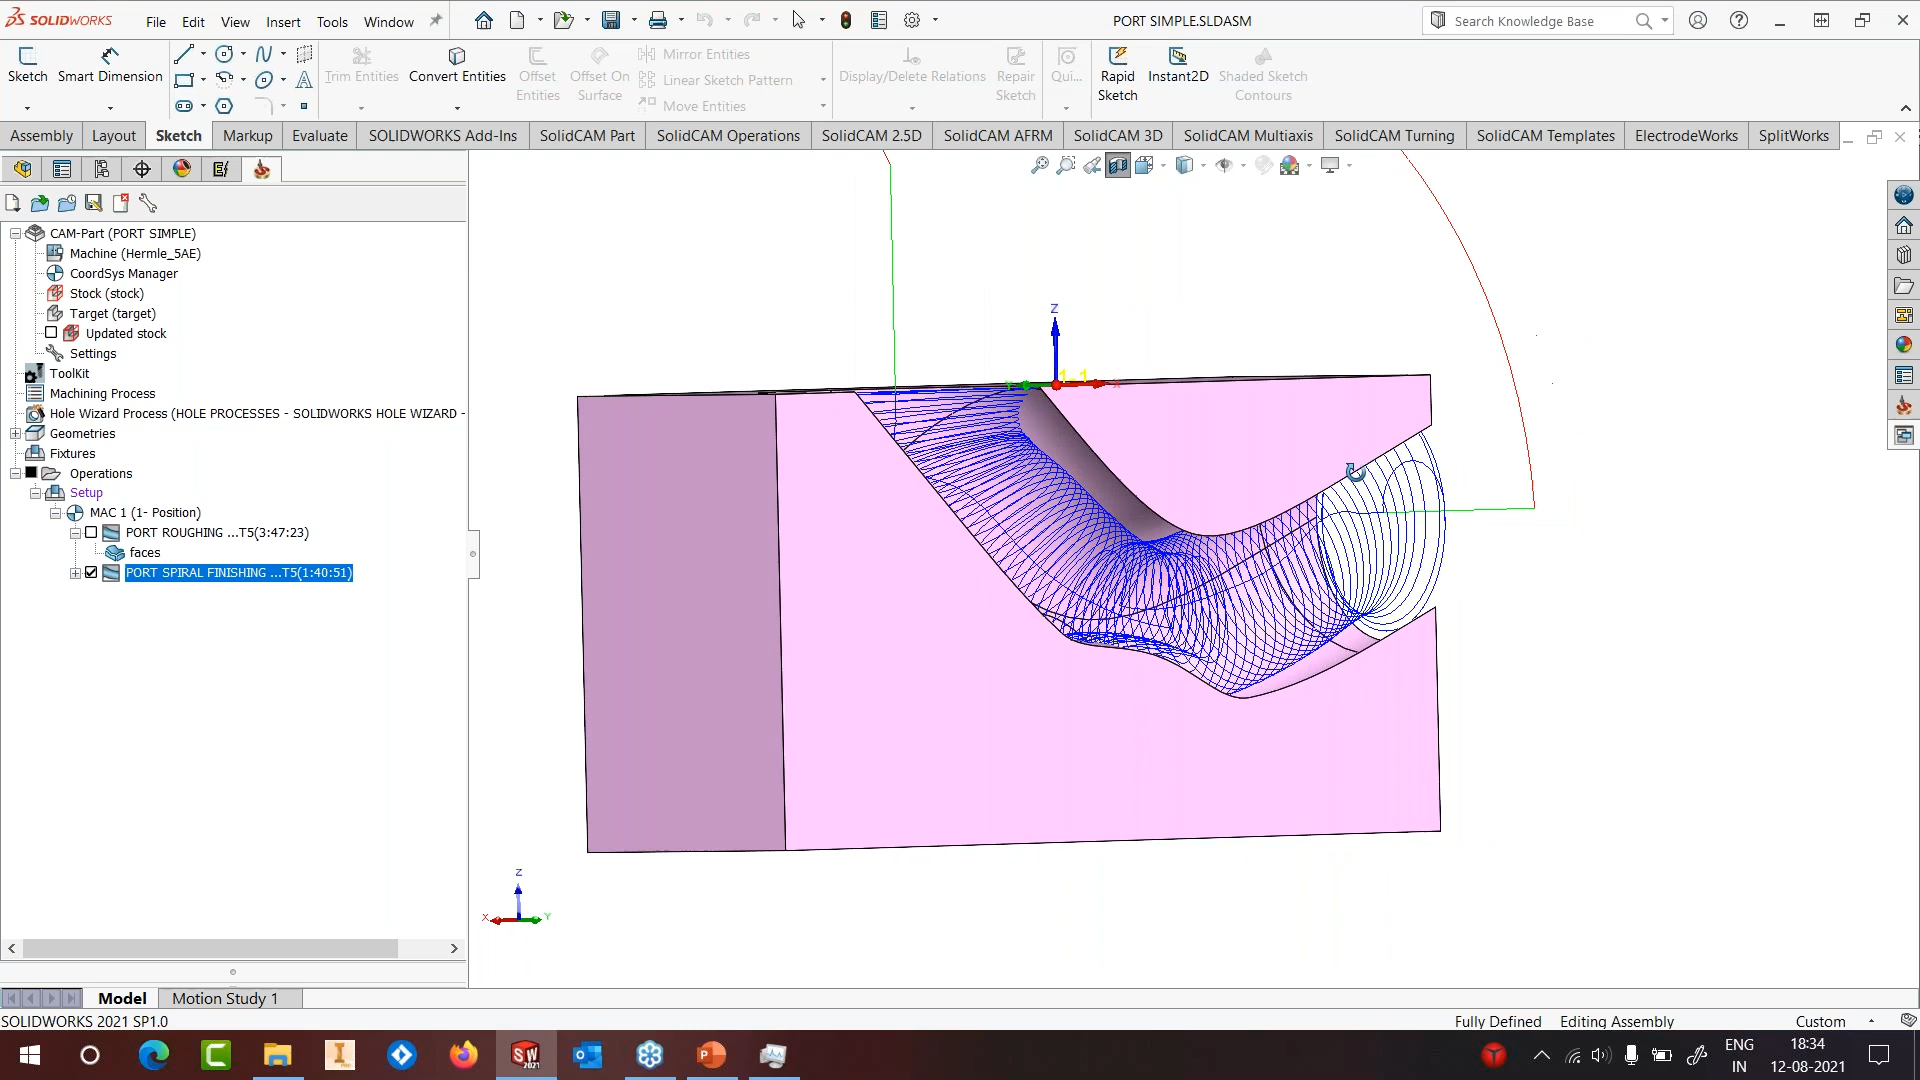 SOLIDWORKS File Edit View Insert Tools Window PORT SIMPLE.SLDASM Search Knowledge Base
Sketch Smart Dimension Trim Entities Convert Entities Offset Entities Offset On Surface Mirror Entities Linear Sketch Pattern Move Entities Display/Delete Relations Repair Sketch Qui... Rapid Sketch Instant2D Shaded Sketch Contours
Assembly Layout Sketch Markup Evaluate SOLIDWORKS Add-Ins SolidCAM Part SolidCAM Operations SolidCAM 2.5D SolidCAM AFRM SolidCAM 3D SolidCAM Multiaxis SolidCAM Turning SolidCAM Templates ElectrodeWorks SplitWorks
CAM-Part (PORT SIMPLE)
Machine (Hermle_5AE)
CoordSys Manager
Stock (stock)
Target (target)
Updated stock
Settings
ToolKit
Machining Process
Hole Wizard Process (HOLE PROCESSES - SOLIDWORKS HOLE WIZARD -
Geometries
Fixtures
Operations
Setup
MAC 1 (1- Position)
PORT ROUGHING ...T5(3:47:23)
faces
PORT SPIRAL FINISHING ...T5(1:40:51)
Z
1-1
X
Z
X Y
Model Motion Study 1
SOLIDWORKS 2021 SP1.0 Fully Defined Editing Assembly Custom
ENG 18:34
IN 12-08-2021